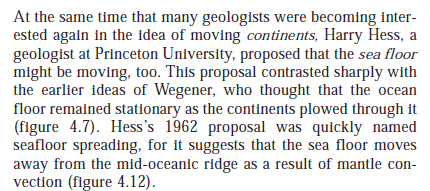 At the same time that many geologists were becoming inter-
ested again in the idea of moving continents, Harry Hess, a
geologist at Princeton University, proposed that the sea floor
might be moving, too. This proposal contrasted sharply with
the earlier ideas of Wegener, who thought that the ocean
floor remained stationary as the continents plowed through it
(figure 4.7). Hess's 1962 proposal was quickly named
seafloor spreading, for it suggests that the sea floor moves
away from the mid-oceanic ridge as a result of mantle con-
vection (figure 4.12).